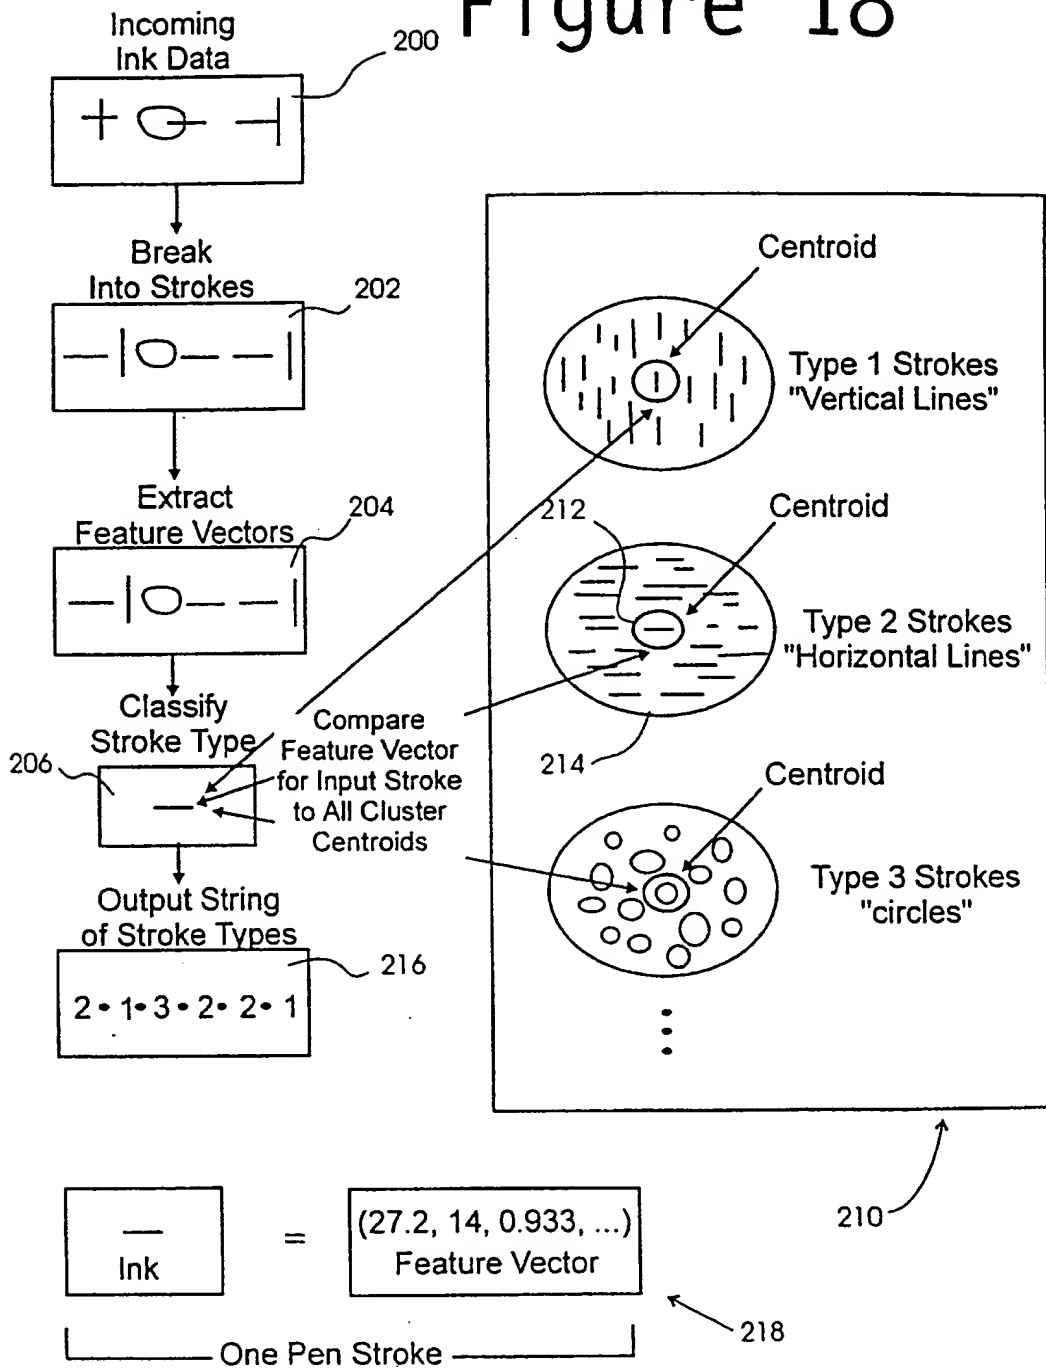 Figure 18
Incoming
Ink Data
200
Break
Into Strokes
202
Extract
Feature Vectors
204
Classify
Stroke Type
206
Compare
Feature Vector
for Input Stroke
to All Cluster
Centroids
Output String
of Stroke Types
216
2 • 1 • 3 • 2 • 2 • 1
Centroid
Type 1 Strokes
"Vertical Lines"
212
Centroid
Type 2 Strokes
"Horizontal Lines"
214
Centroid
Type 3 Strokes
"circles"
210
Ink
=
(27.2, 14, 0.933, ...)
Feature Vector
218
One Pen Stroke